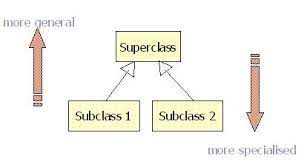 more general
Superclass
Subclass 1
Subclass 2
more specialised